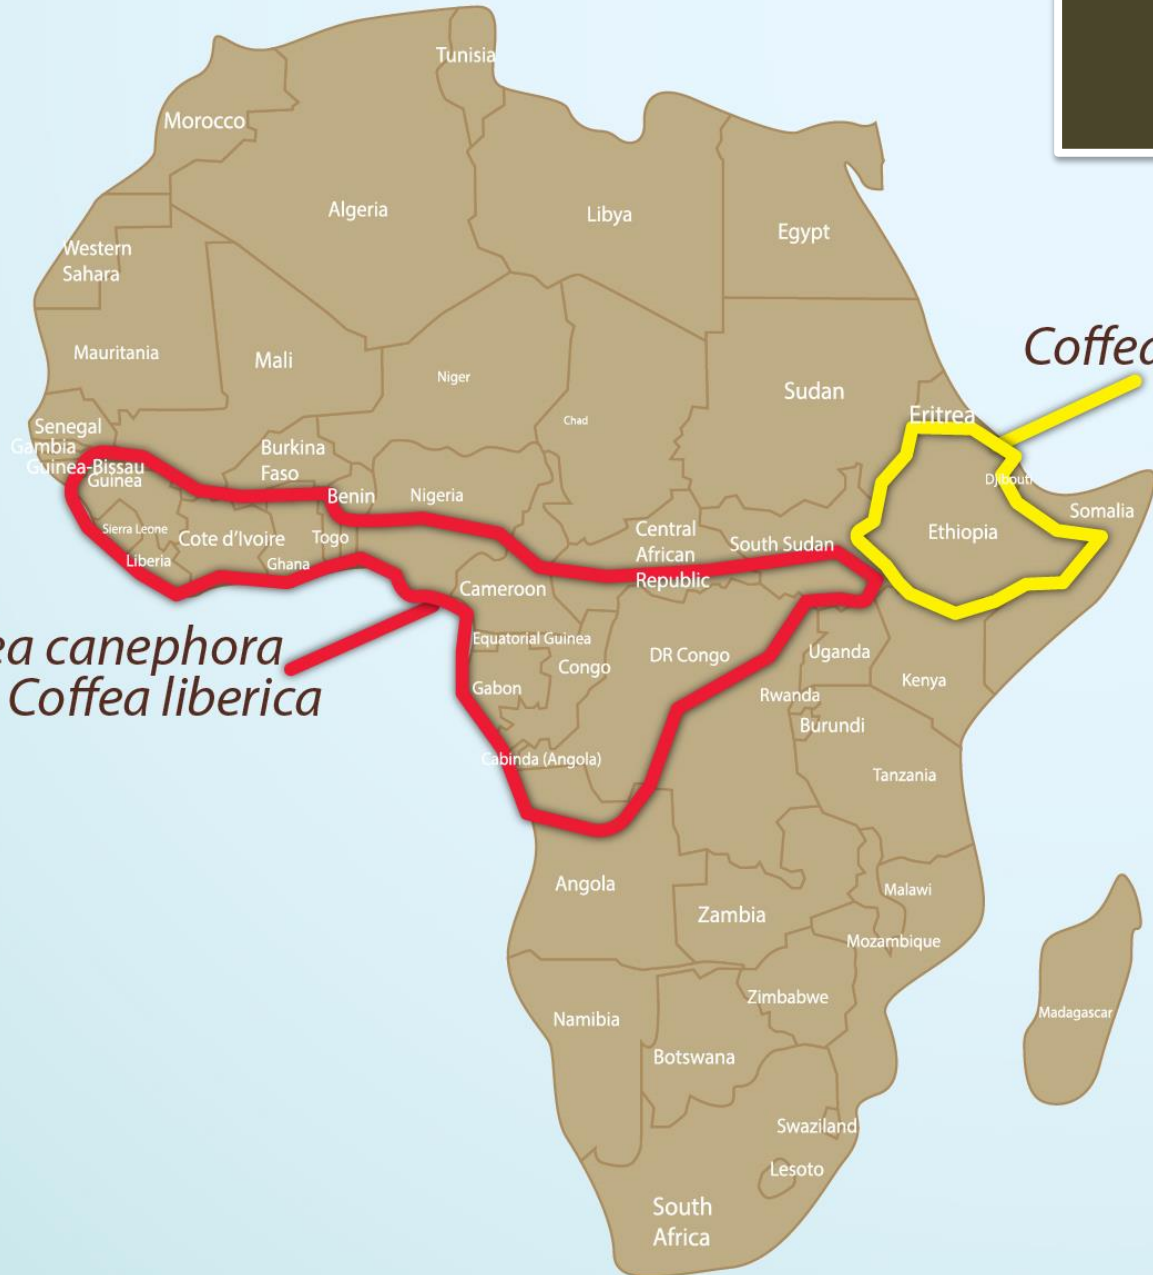 Tunisia
Morocco
Algeria
Libya
Egypt
Western
Sahara
Mauritania
Mali
Niger
Chad
Sudan
Coffea
Eritrea
Senegal
Gambia
Guinea-Bissau
Guinea
Burkina
Faso
Benin
Nigeria
Djibouti
Somalia
Sierra Leone
Cote d'Ivoire
Togo
Ghana
Liberia
Central
African
Republic
South Sudan
Ethiopia
Cameroon
Equatorial Guinea
Congo
DR Congo
Uganda
Kenya
ea canephora
Coffea liberica
Gabon
Rwanda
Burundi
Cabinda (Angola)
Tanzania
Angola
Zambia
Malawi
Mozambique
Zimbabwe
Namibia
Botswana
Madagascar
Swaziland
Lesoto
South
Africa